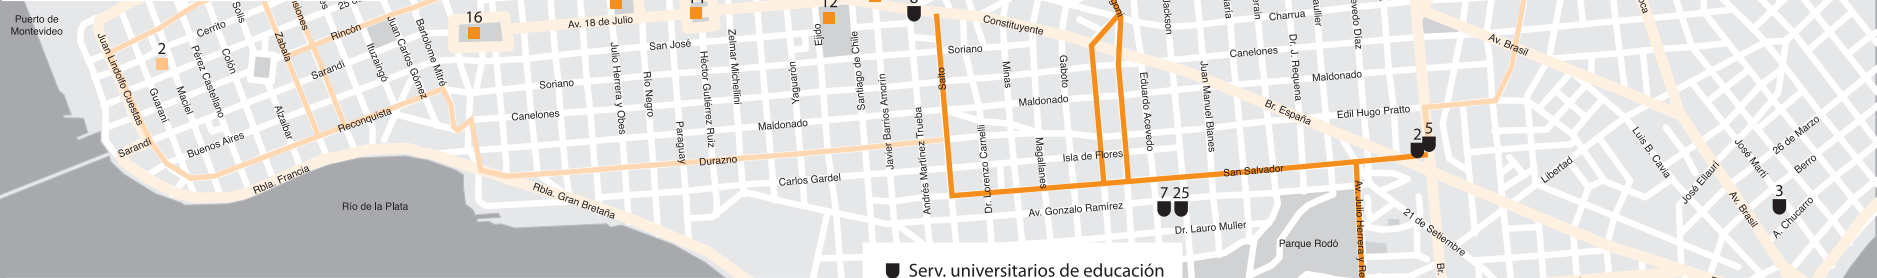 Puerto de
Montevideo
Juan Lindolfo Cuestas
2
Cerrito
Solís
Pérez Castellano
Colón
Guaraní
Maciel
Sarandí
Buenos Aires
Zabala
Rincón
Sarandí
Alzaibar
Ituzaingó
Juan Carlos Gómez
Bartolome Mitré
Reconquista
Rbla. Francia
Río de la Plata
16
Av. 18 de Julio
San José
Soriano
Canelones
Julio Herrera y Obes
Río Negro
Paraguay
Héctor Gutiérrez Ruiz
Zelmar Michellini
Maldonado
Durazno
Carlos Gardel
Rbla. Gran Bretaña
Yaguarón
12
Ejido
Santiago de Chile
Javier Barrios Amorín
Andrés Martínez Trueba
Salto
Constituyente
Soriano
Minas
Gaboto
Maldonado
Dr. Lorenzo Carnelli
Magallanes
Isla de Flores
Av. Gonzalo Ramírez
Eduardo Acevedo
Jackson
Juan Manuel Blanes
Canelones
Charrua
Dr. J Requena
Maldonado
Br. España
Edil Hugo Pratto
San Salvador
7 25
Dr. Lauro Muller
Parque Rodó
Av. Julio Herrera y Re
2
5
21 de Setiembre
Br.
Av. Brasil
Libertad
Luis B. Cavia
José Ellauri
José Martí
26 de Marzo
Berro
Av. Brasil
3
A. Chucarro
Serv. universitarios de educación